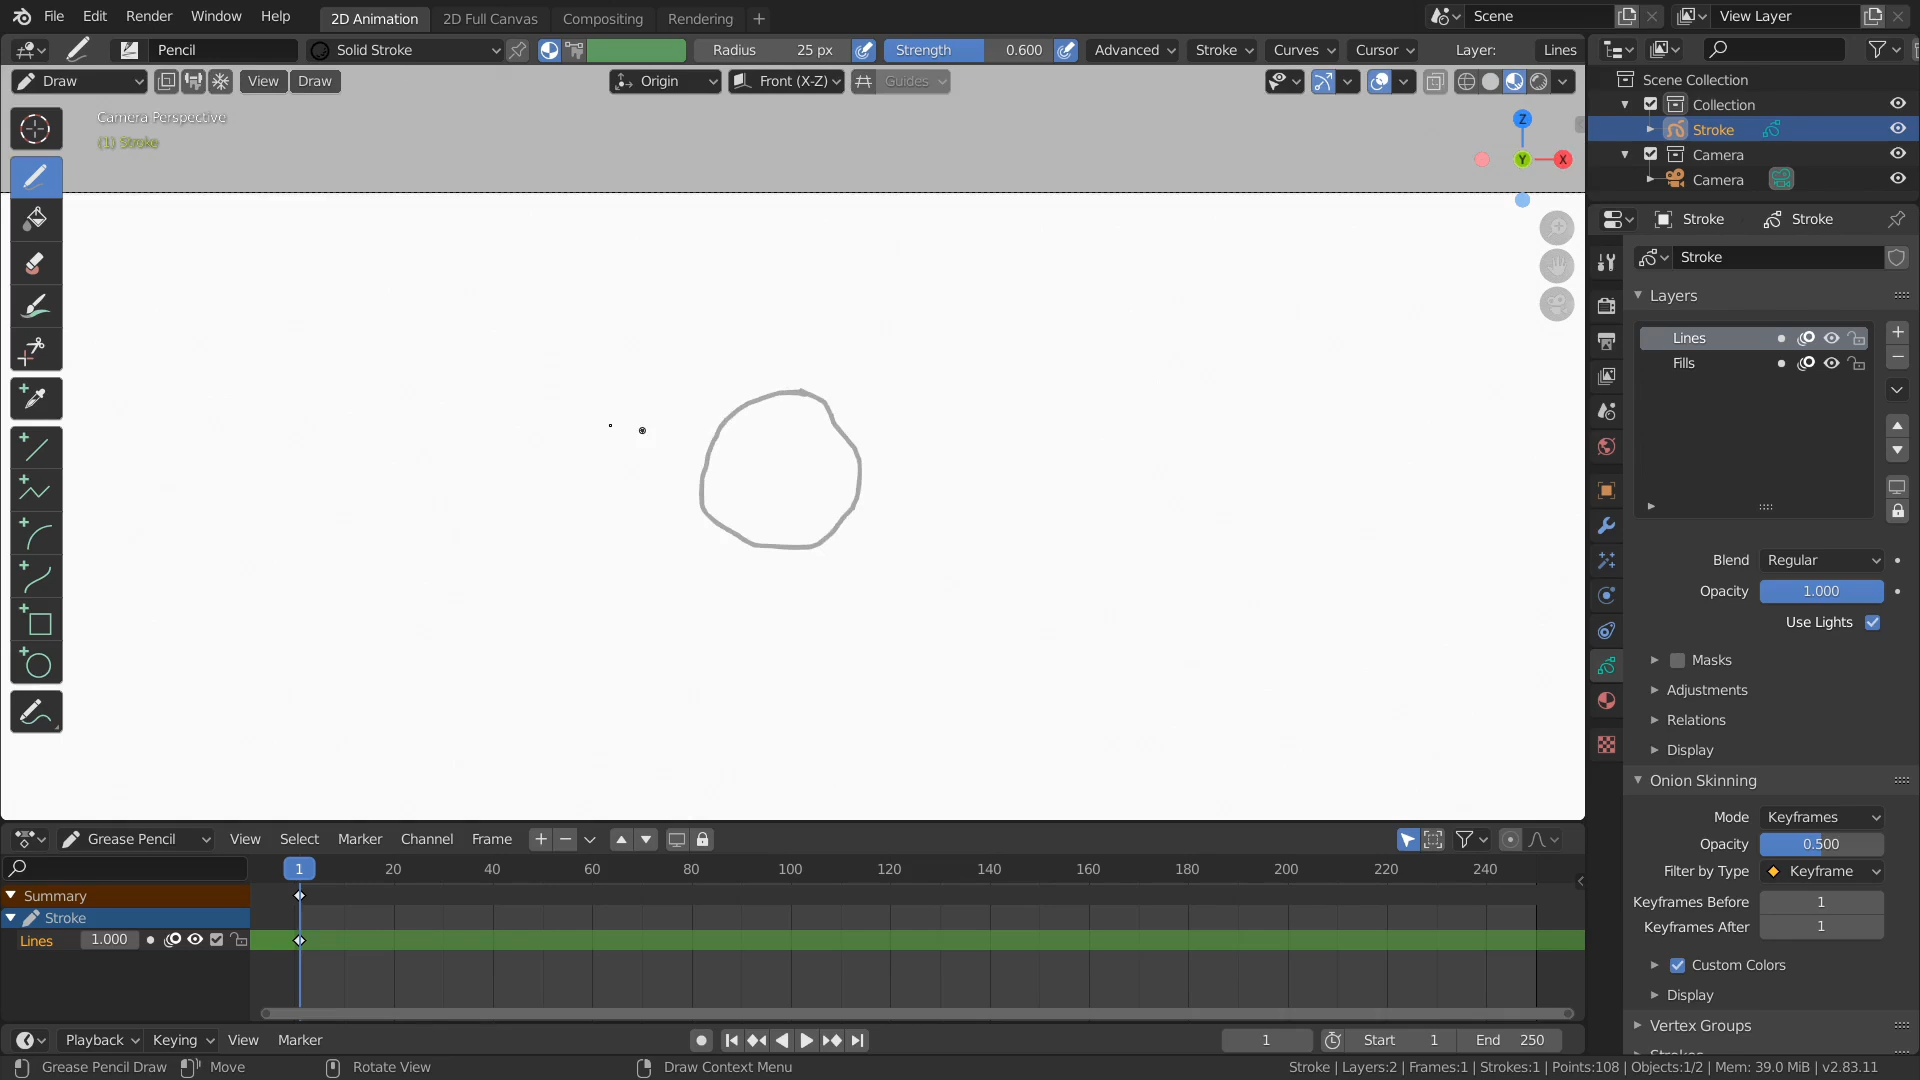 File Edit Render Window Help 2D Animation 2D Full Canvas Compositing Rendering + Scene View Layer
Pencil Solid Stroke Radius 25 px Strength 0.600 Advanced Stroke Curves Cursor Layer: Lines
Draw View Draw Origin Front (X-Z) Guides
Camera Perspective
(1) Stroke
Z
Y
X
Scene Collection
Collection
Stroke
Camera
Camera
Stroke Stroke
Stroke
Layers
Lines
Fills
Blend Regular
Opacity 1.000
Use Lights
Masks
Adjustments
Relations
Display
Onion Skinning
Mode Keyframes
Opacity 0.500
Filter by Type Keyframe
Keyframes Before 1
Keyframes After 1
Custom Colors
Display
Vertex Groups
Strokes
Grease Pencil View Select Marker Channel Frame
1 20 40 60 80 100 120 140 160 180 200 220 240
Summary
Stroke
Lines 1.000
Playback Keying View Marker 1 Start 1 End 250
Grease Pencil Draw Move Rotate View Draw Context Menu Stroke | Layers:2 | Frames:1 | Strokes:1 | Points:108 | Objects:1/2 | Mem: 39.0 MiB | v2.83.11